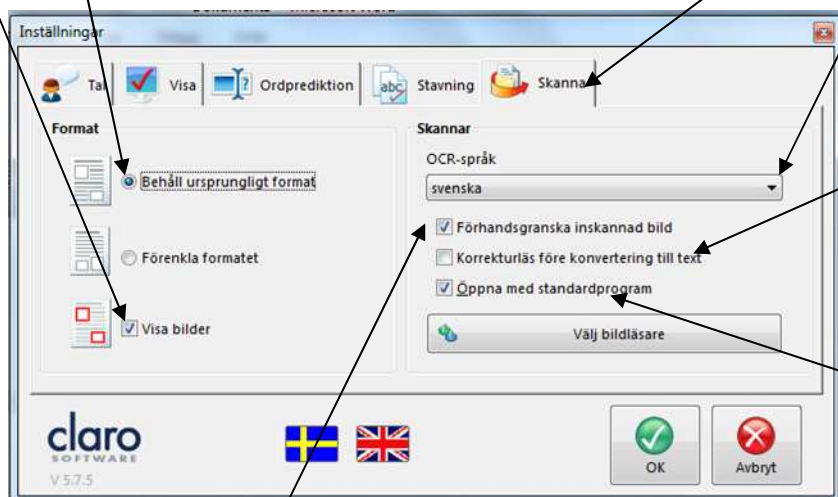 Inställningar
Tal
Visa
Ordprediktion
Stavning
Skanna
Format
Behåll ursprungligt format
Förenkla formatet
Visa bilder
Skannar
OCR-språk
svenska
Förhandsgranska inskannad bild
Korrekturläs före konvertering till text
Öppna med standardprogram
Välj bildläsare
claro
SOFTWARE
V 5.7.5
OK
Avbryt